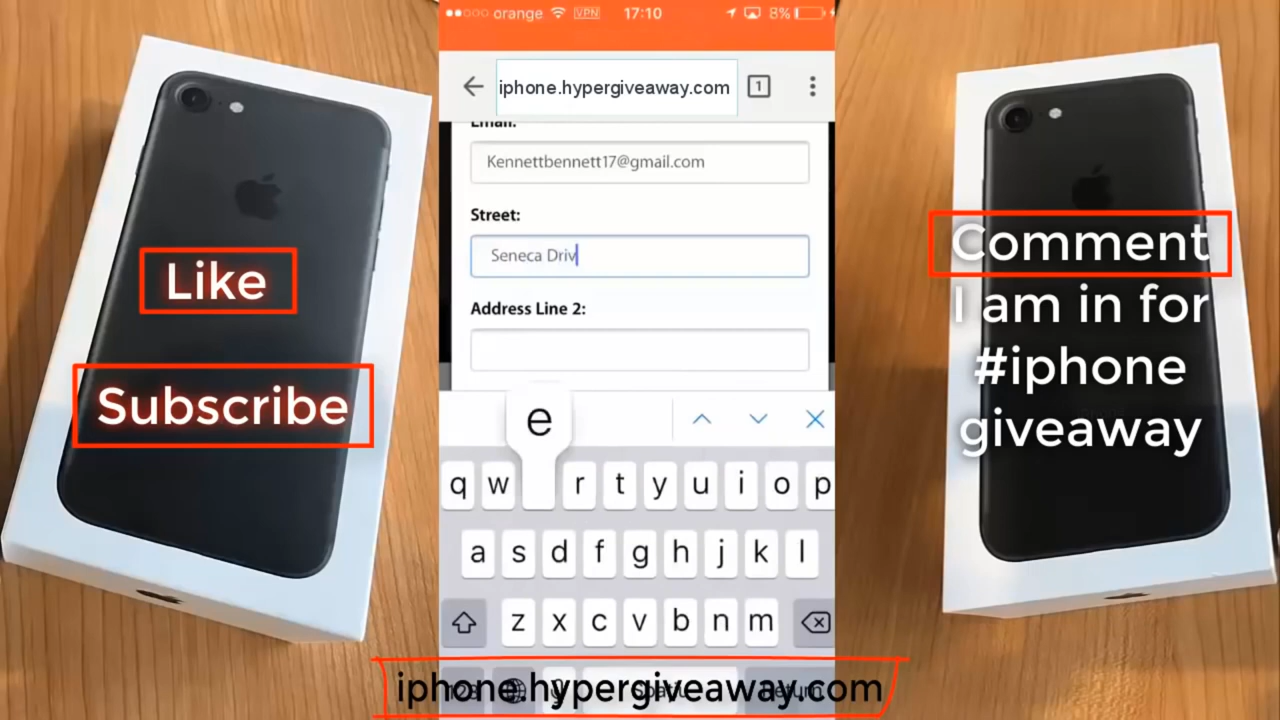 orange VPN 17:10 8%
iphone.hypergiveaway.com 1
Email:
Kennettbennett17@gmail.com
Street:
Seneca Driv
Address Line 2:
Like
Subscribe
Comment
I am in for
#iphone
giveaway
e
q w r t y u i o p
a s d f g h j k l
z x c v b n m
iphone.hypergiveaway.com